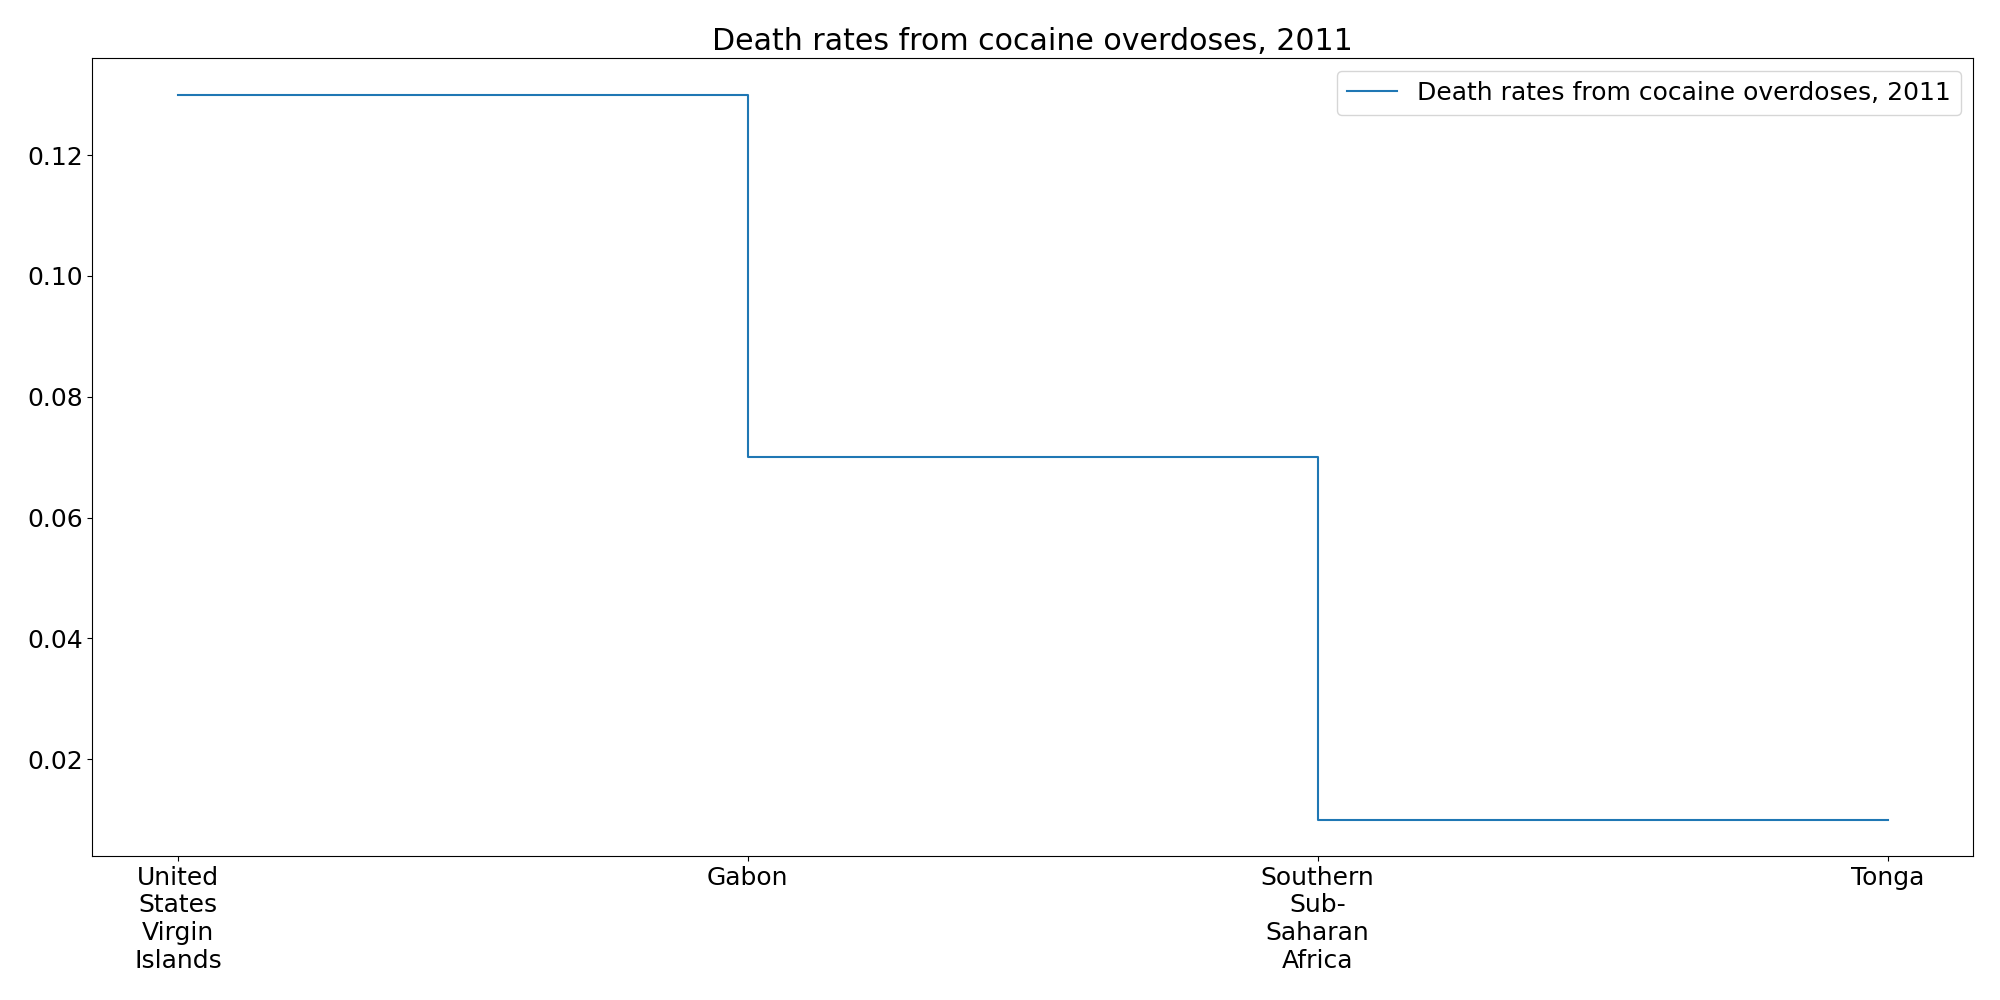 Death rates from cocaine overdoses, 2011
Death rates from cocaine overdoses, 2011
0.12
0.10
0.08
0.06
0.04
0.02
United
States
Virgin
Islands
Gabon
Southern
Sub-
Saharan
Africa
Tonga